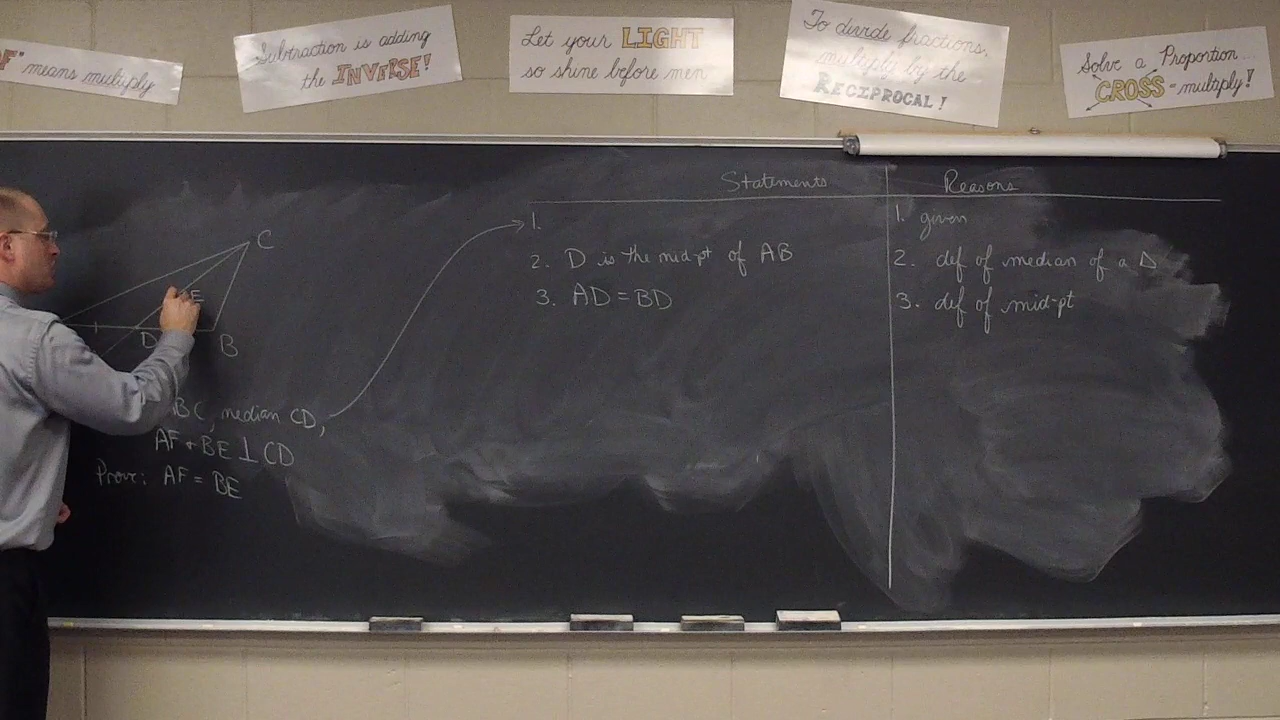 OF" means multiply
Subtraction is adding
the INVERSE!
Let your LIGHT
so shine before men
To divide fractions,
multiply by the
RECIPROCAL!
Solve a Proportion...
CROSS-multiply!
Statements
Reasons
1.
1. given
2. D is the mid-pt of AB
2. def of median of a Δ
3. AD = BD
3. def of mid-pt
C
E
D
B
BC, median CD,
AF + BE ⊥ CD
Prove: AF = BE